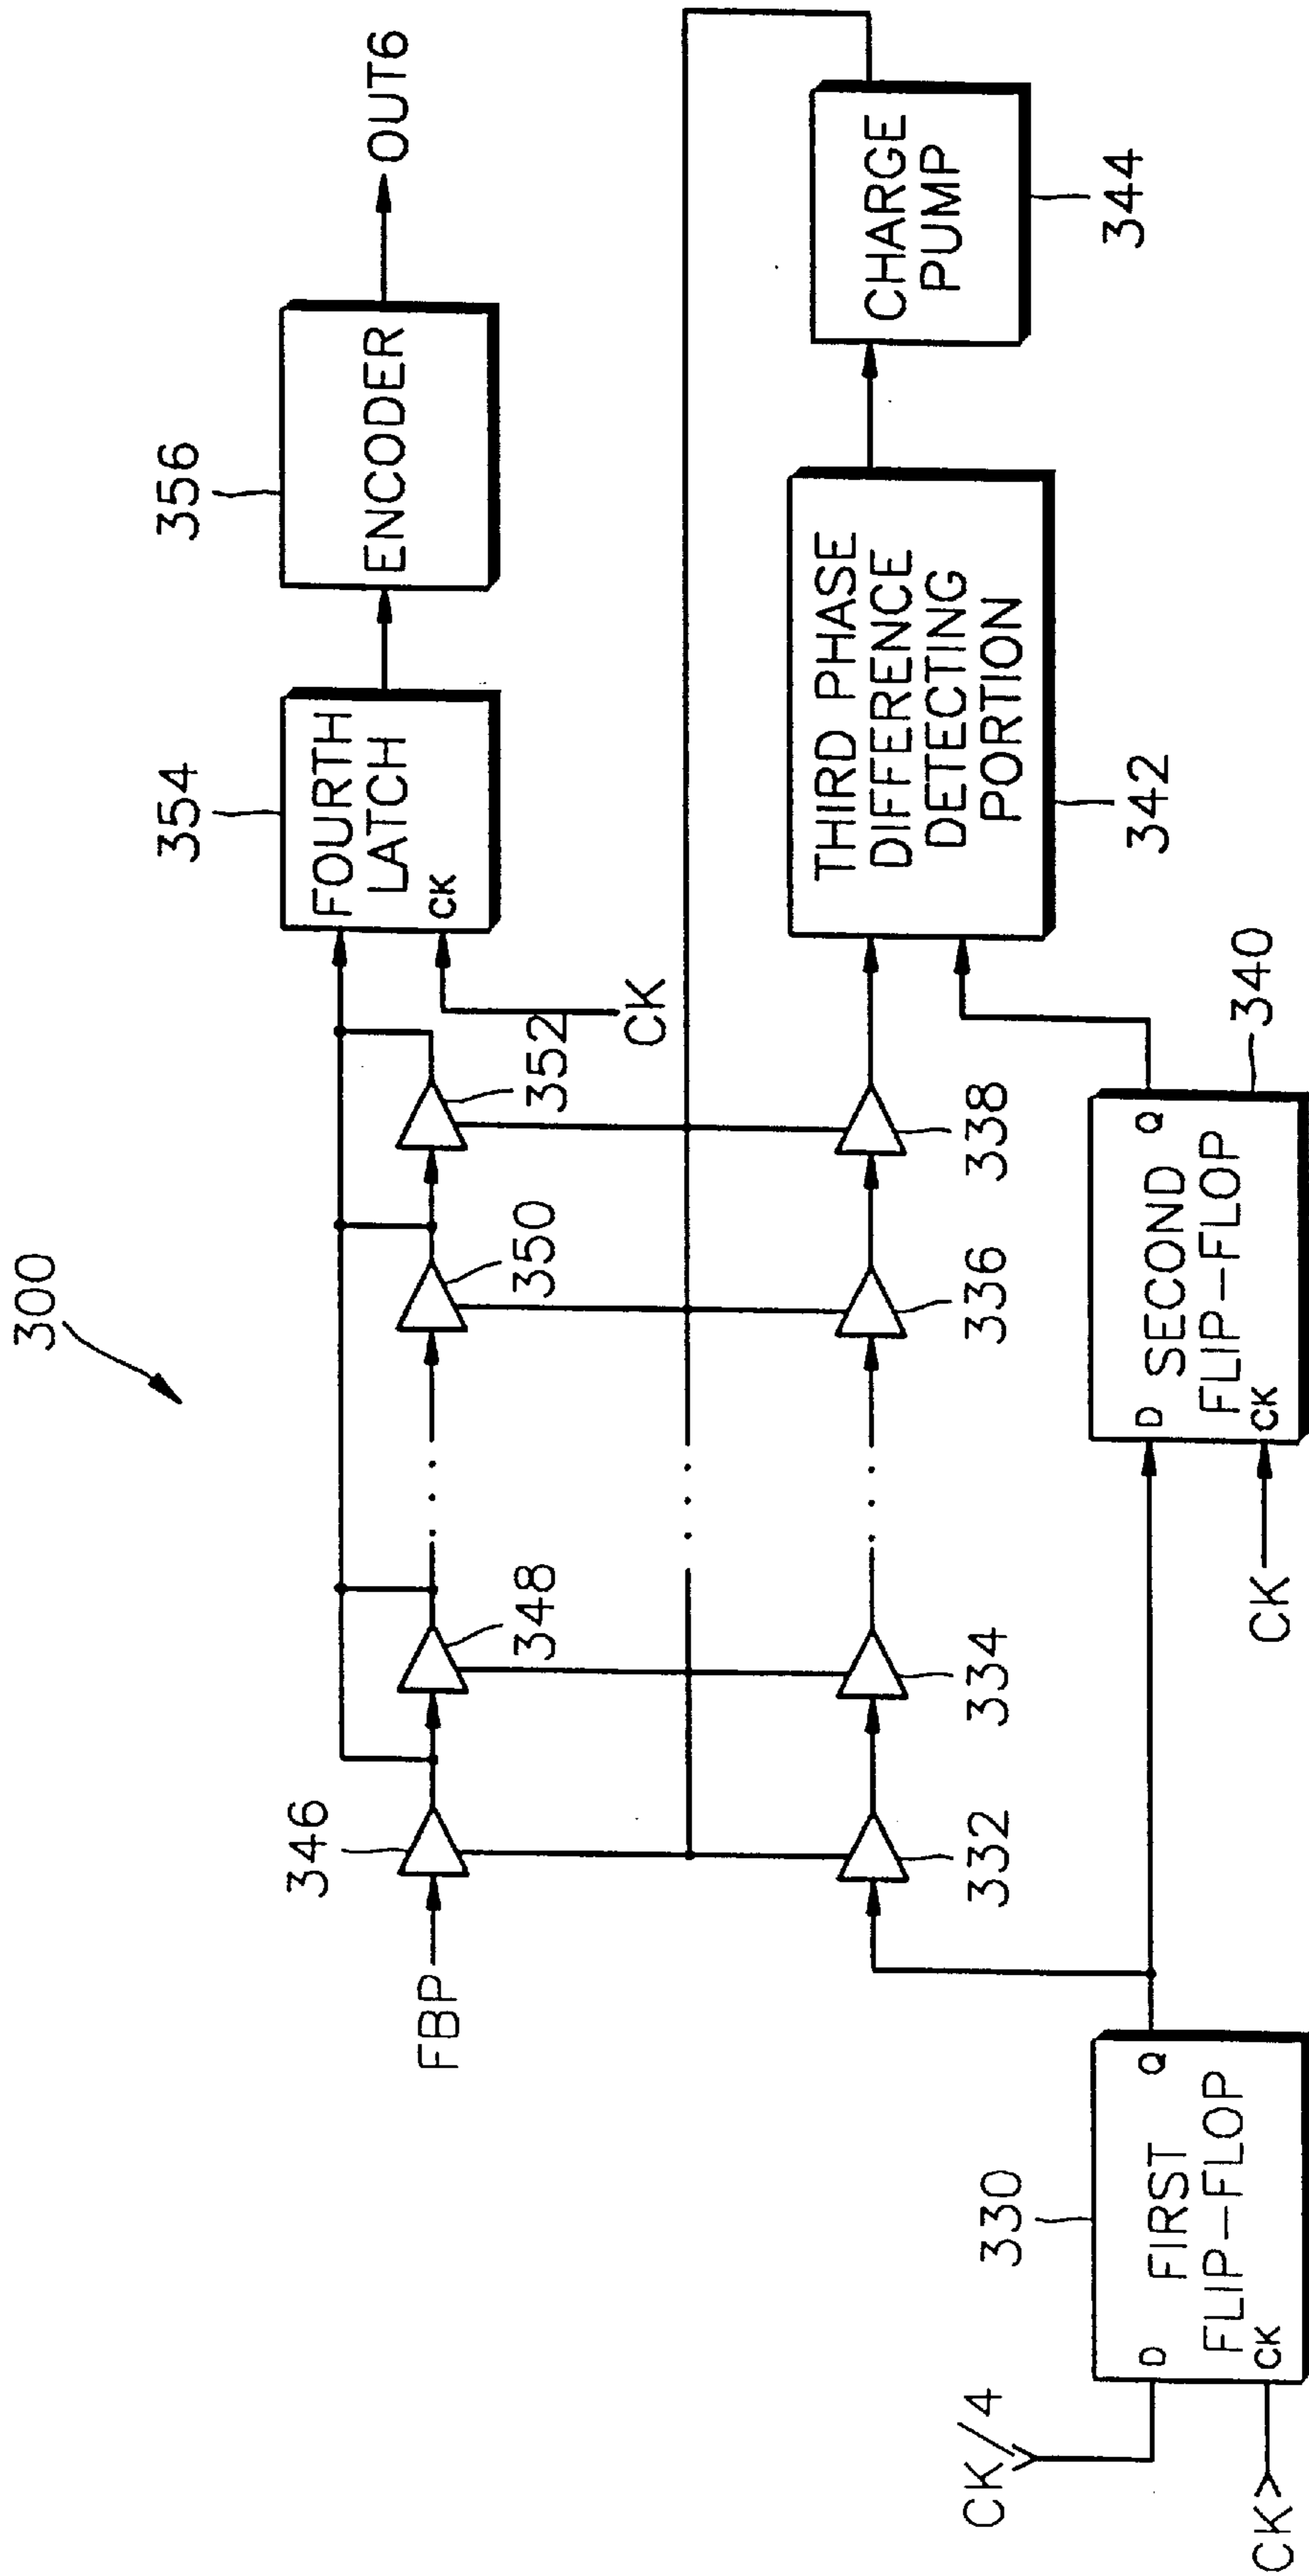 300
356
354
ENCODER
OUT6
FOURTH
LATCH
CK
CK
346
348
350
352
FBP
332
334
336
338
THIRD PHASE
DIFFERENCE
DETECTING
PORTION
342
CHARGE
PUMP
344
330
CK/4
CK
D
Q
FIRST
FLIP-FLOP
CK
340
CK
D
Q
SECOND
FLIP-FLOP
CK